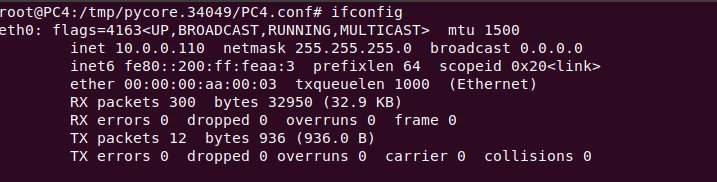 root@PC4:/tmp/pycore.34049/PC4.conf# ifconfig
eth0: flags=4163<UP,BROADCAST,RUNNING,MULTICAST>  mtu 1500
        inet 10.0.0.110  netmask 255.255.255.0  broadcast 0.0.0.0
        inet6 fe80::200:ff:feaa:3  prefixlen 64  scopeid 0x20<link>
        ether 00:00:00:aa:00:03  txqueuelen 1000  (Ethernet)
        RX packets 300  bytes 32950 (32.9 KB)
        RX errors 0  dropped 0  overruns 0  frame 0
        TX packets 12  bytes 936 (936.0 B)
        TX errors 0  dropped 0 overruns 0  carrier 0  collisions 0